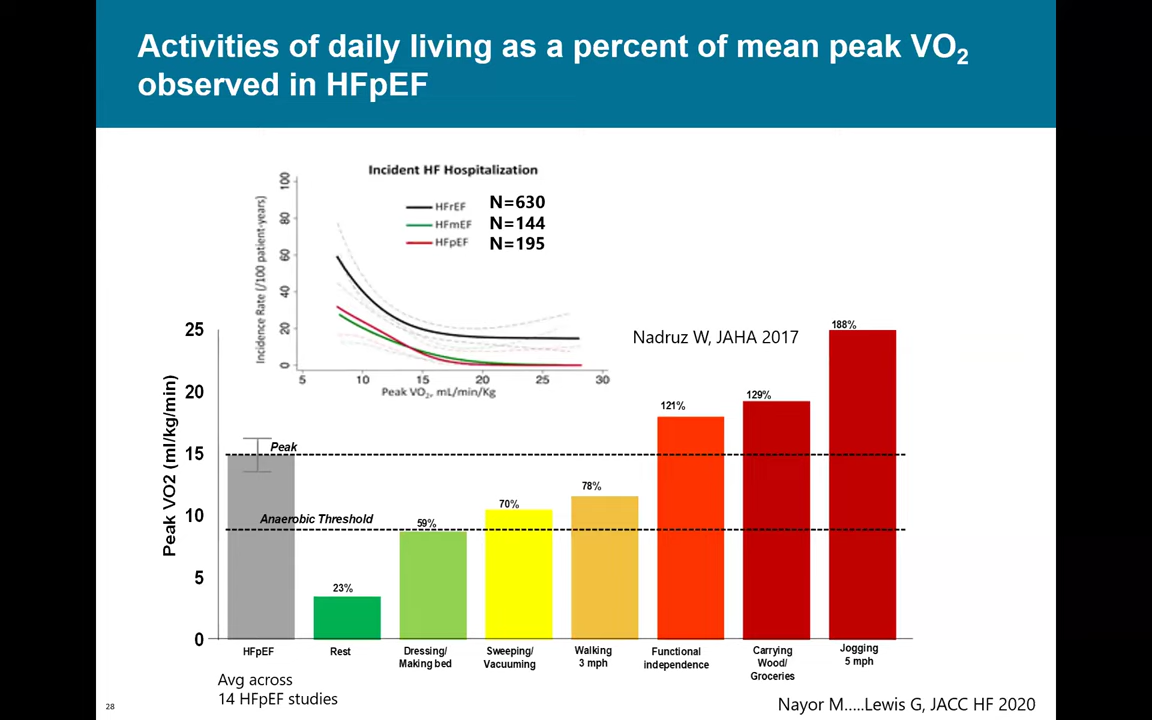 Activities of daily living as a percent of mean peak VO2
observed in HFpEF
Incident HF Hospitalization
HFrEF N=630
HFmEF N=144
HFpEF N=195
Incidence Rate (/100 patient-years)
100
80
60
40
20
0
5 10 15 20 25 30
Peak VO2, mL/min/Kg
Nadruz W, JAHA 2017
Peak VO2 (ml/kg/min)
25
20
15
10
5
0
Peak
Anaerobic Threshold
23%
59%
70%
78%
121%
129%
188%
HFpEF
Rest
Dressing/
Making bed
Sweeping/
Vacuuming
Walking
3 mph
Functional
independence
Carrying
Wood/
Groceries
Jogging
5 mph
Avg across
14 HFpEF studies
28
Nayor M.....Lewis G, JACC HF 2020